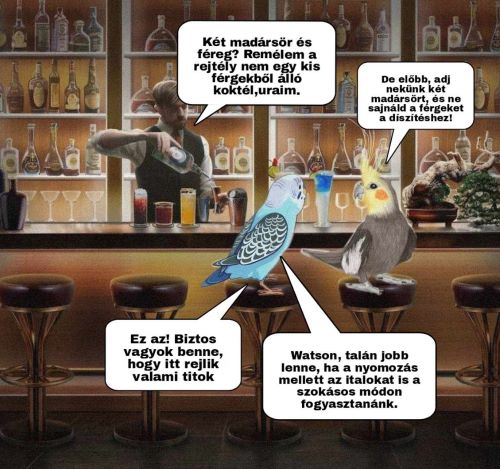 Két madársör és
féreg? Remélem a
rejtély nem egy kis
férgekből álló
koktél,uraim.
De előbb, adj
nekünk két
madársört, és ne
sajnáld a férgeket
a díszítéshez!
Ez az! Biztos
vagyok benne,
hogy itt rejlik
valami titok
Watson, talán jobb
lenne, ha a nyomozás
mellett az italokat is a
szokásos módon
fogyasztanánk.